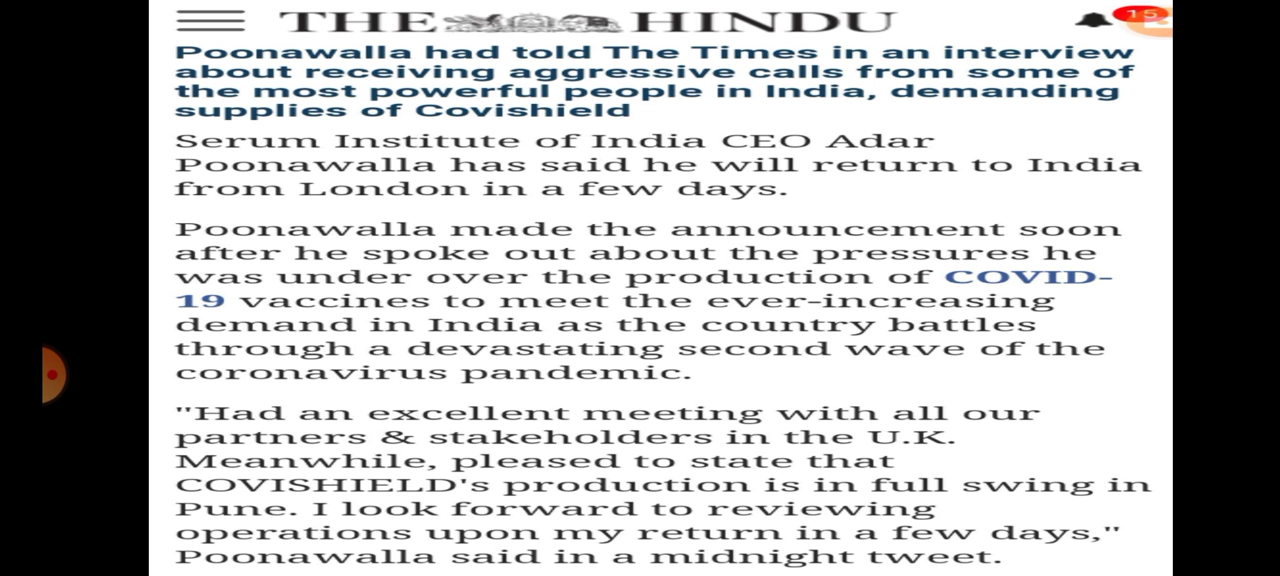 THE HINDU
15
Poonawalla had told The Times in an interview
about receiving aggressive calls from some of
the most powerful people in India, demanding
supplies of Covishield
Serum Institute of India CEO Adar
Poonawalla has said he will return to India
from London in a few days.
Poonawalla made the announcement soon
after he spoke out about the pressures he
was under over the production of COVID-
19 vaccines to meet the ever-increasing
demand in India as the country battles
through a devastating second wave of the
coronavirus pandemic.
"Had an excellent meeting with all our
partners & stakeholders in the U.K.
Meanwhile, pleased to state that
COVISHIELD's production is in full swing in
Pune. I look forward to reviewing
operations upon my return in a few days,"
Poonawalla said in a midnight tweet.